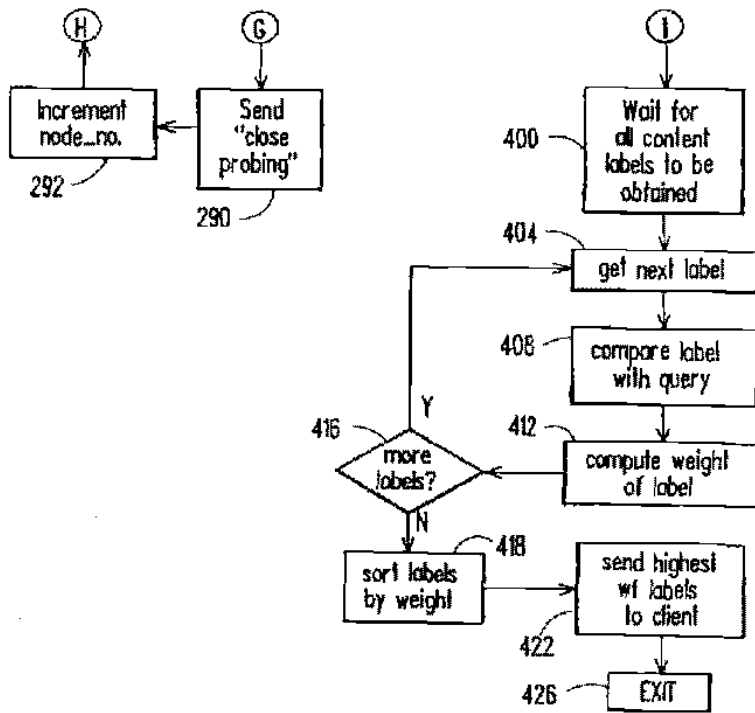 H
G
I
Increment
node_no.
292
Send
"close
probing"
290
400
Wait for
all content
labels to be
obtained
404
get next label
408
compare label
with query
412
compute weight
of label
416
more
labels?
Y
N
418
sort labels
by weight
send highest
wt labels
to client
422
426
EXIT